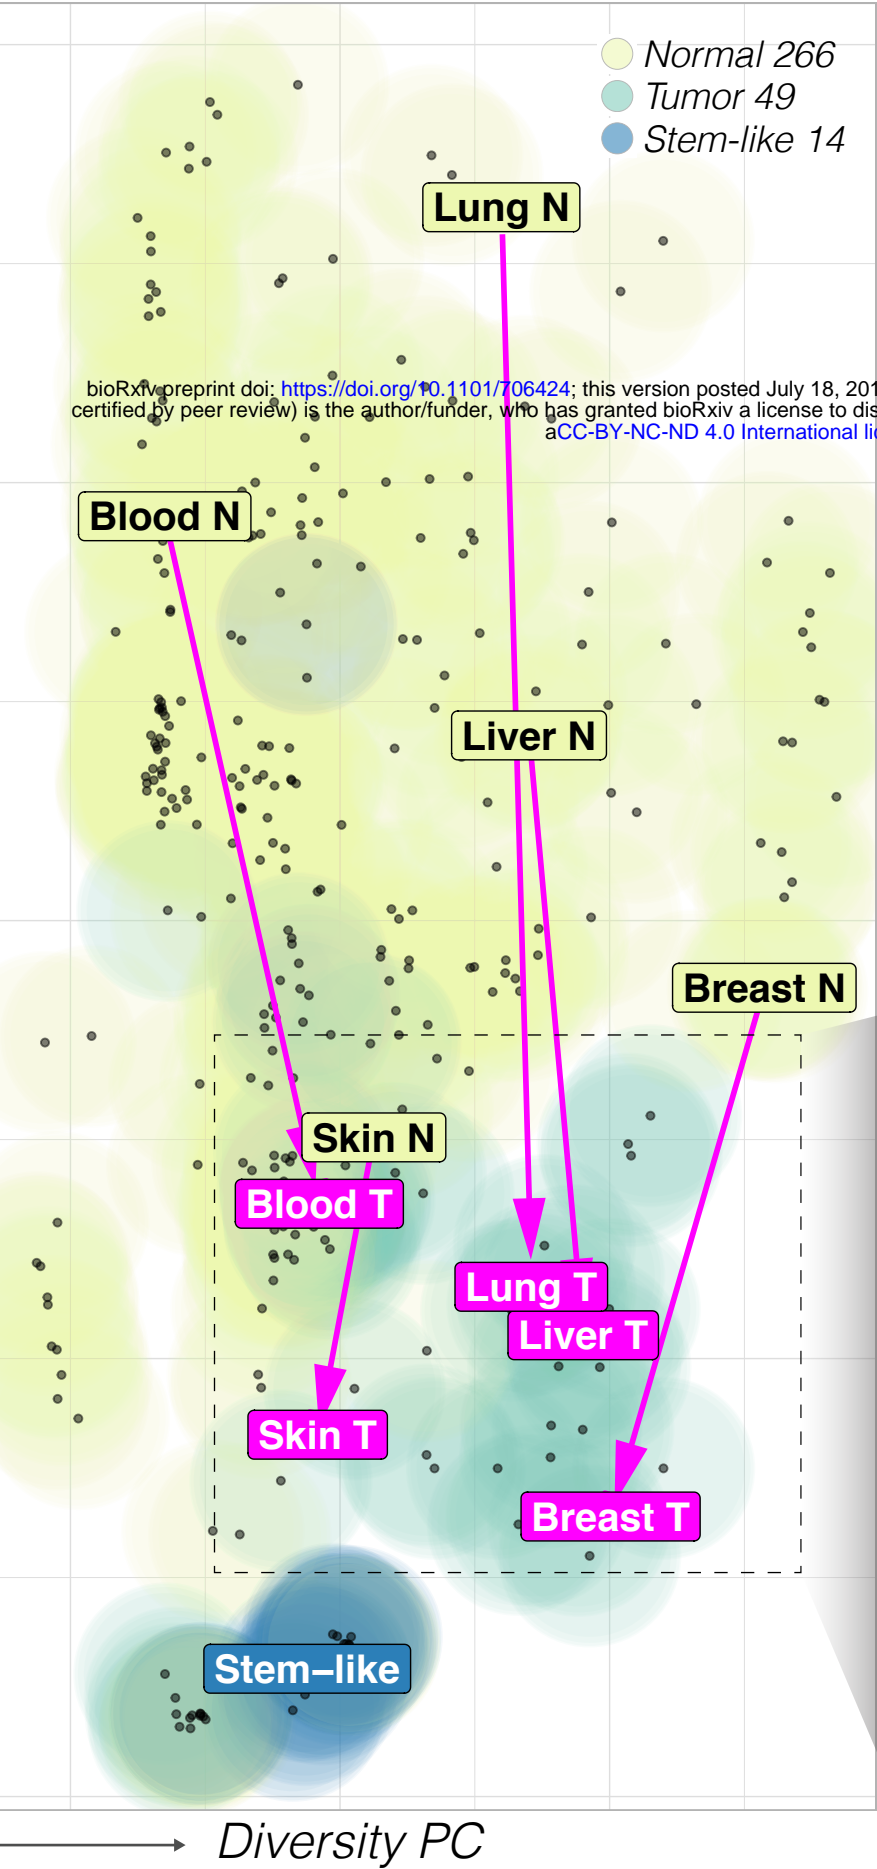 Normal 266
Tumor 49
Stem-like 14
Lung N
bioRxiv preprint doi: https://doi.org/10.1101/706424; this version posted July 18, 201
certified by peer review) is the author/funder, who has granted bioRxiv a license to dis
aCC-BY-NC-ND 4.0 International lic
Blood N
Liver N
Breast N
Skin N
Blood T
Lung T
Liver T
Skin T
Breast T
Stem–like
Diversity PC